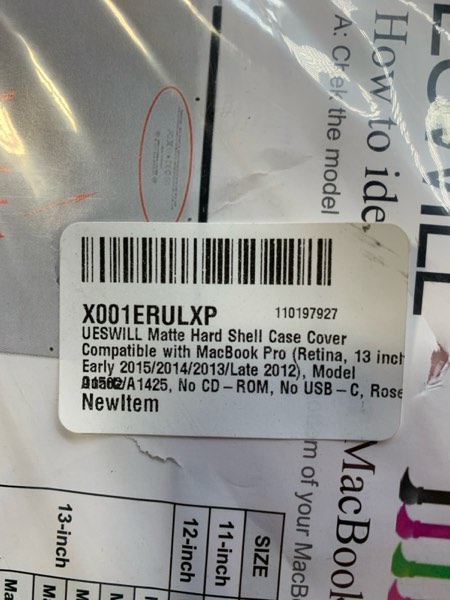 X001ERULXP
110197927
UESWILL Matte Hard Shell Case Cover
Compatible with MacBook Pro (Retina, 13 inch
Early 2015/2014/2013/Late 2012), Model
/A1425, No CD-ROM, No USB-C, Rose
NewItem
How to ide
A: Check the model
MacBook
m of your MacB
SIZE
11-inch
12-inch
13-inch